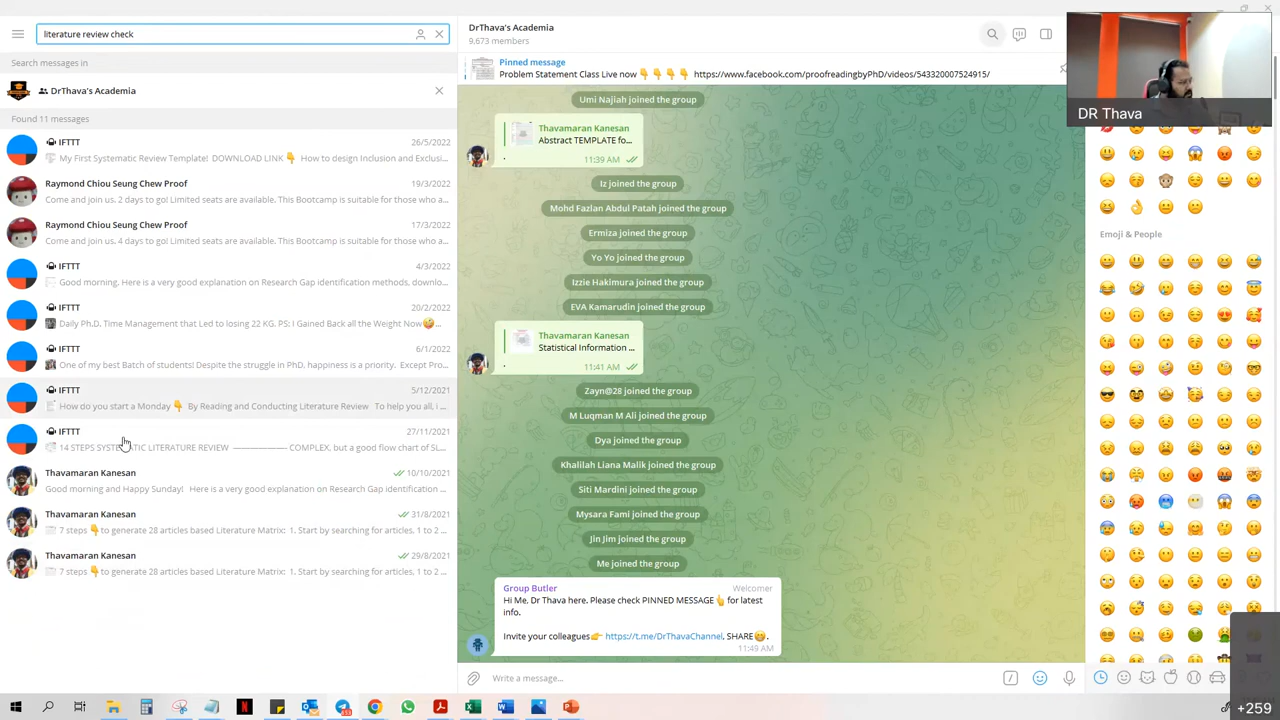 literature review check
Search messages in
DrThava's Academia
Found 11 messages
IFTTT
26/5/2022
My First Systematic Review Template! DOWNLOAD LINK👇 How to design Inclusion and Exclusi...
Raymond Chiou Seung Chew Proof
19/3/2022
Come and join us. 2 days to go! Limited seats are available. This Bootcamp is suitable for those who a...
Raymond Chiou Seung Chew Proof
17/3/2022
Come and join us. 4 days to go! Limited seats are available. This Bootcamp is suitable for those who a...
IFTTT
4/3/2022
Good morning. Here is a very good explanation on Research Gap identification methods, downlo...
IFTTT
20/2/2022
Daily Ph.D. Time Management that Led to losing 22 KG. PS: I Gained Back all the Weight Now🤣...
IFTTT
6/1/2022
One of my best Batch of students! Despite the struggle in PhD, happiness is a priority. Except Pro...
IFTTT
5/12/2021
How do you start a Monday👇 By Reading and Conducting Literature Review To help you all, i ...
IFTTT
27/11/2021
14 STEPS SYSTEMATIC LITERATURE REVIEW —————— COMPLEX, but a good flow chart of SL...
Thavamaran Kanesan
10/10/2021
Good morning and Happy Sunday! Here is a very good explanation on Research Gap identification ...
Thavamaran Kanesan
31/8/2021
7 steps👇to generate 28 articles based Literature Matrix: 1. Start by searching for articles, 1 to 2 ...
Thavamaran Kanesan
29/8/2021
7 steps👇to generate 28 articles based Literature Matrix: 1. Start by searching for articles, 1 to 2 ...
DrThava's Academia
9,673 members
Pinned message
Problem Statement Class Live now👇👇👇👇 https://www.facebook.com/proofreadingbyPhD/videos/543320007524915/
Umi Najiah joined the group
Thavamaran Kanesan
Abstract TEMPLATE fo...
.
11:39 AM
Iz joined the group
Mohd Fazlan Abdul Patah joined the group
Ermiza joined the group
Yo Yo joined the group
Izzie Hakimura joined the group
EVA Kamarudin joined the group
Thavamaran Kanesan
Statistical Information ...
.
11:41 AM
Zayn@28 joined the group
M Luqman M Ali joined the group
Dya joined the group
Khalilah Liana Malik joined the group
Siti Mardini joined the group
Mysara Fami joined the group
Jin Jim joined the group
Me joined the group
Group Butler
Welcomer
Hi Me, Dr Thava here. Please check PINNED MESSAGE👆for latest
info.
Invite your colleagues👉 https://t.me/DrThavaChannel, SHARE😁.
11:49 AM
Write a message...
DR Thava
Emoji & People
+259